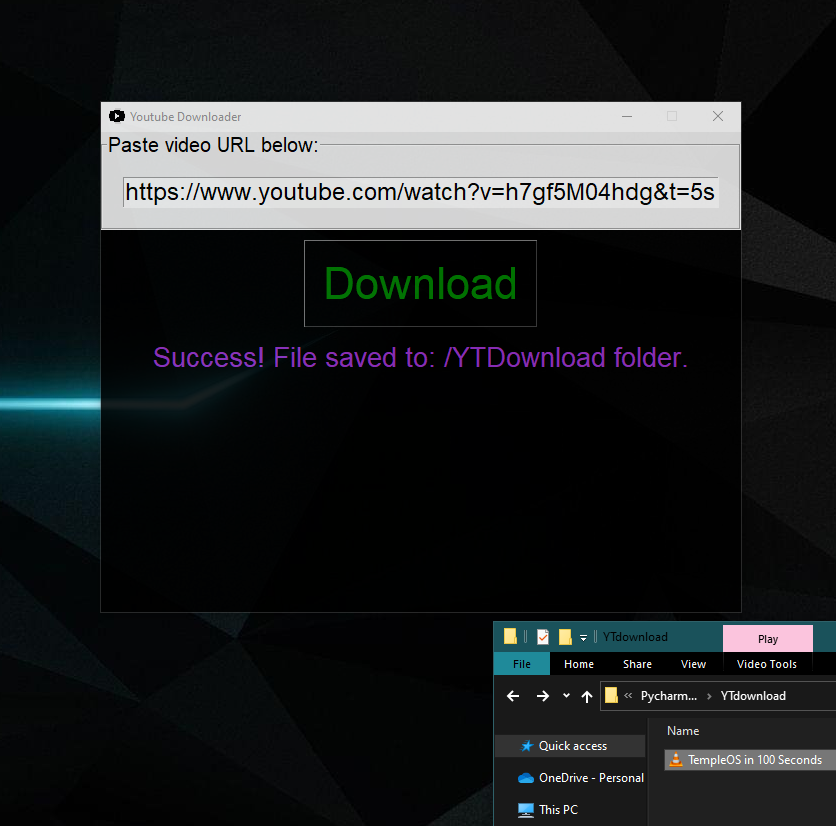 Youtube Downloader
Paste video URL below:
https://www.youtube.com/watch?v=h7gf5M04hdg&t=5s
Download
Success! File saved to: /YTDownload folder.
YTdownload
Play
File Home Share View Video Tools
« Pycharm... › YTdownload
Name
Quick access
TempleOS in 100 Seconds
OneDrive - Personal
This PC